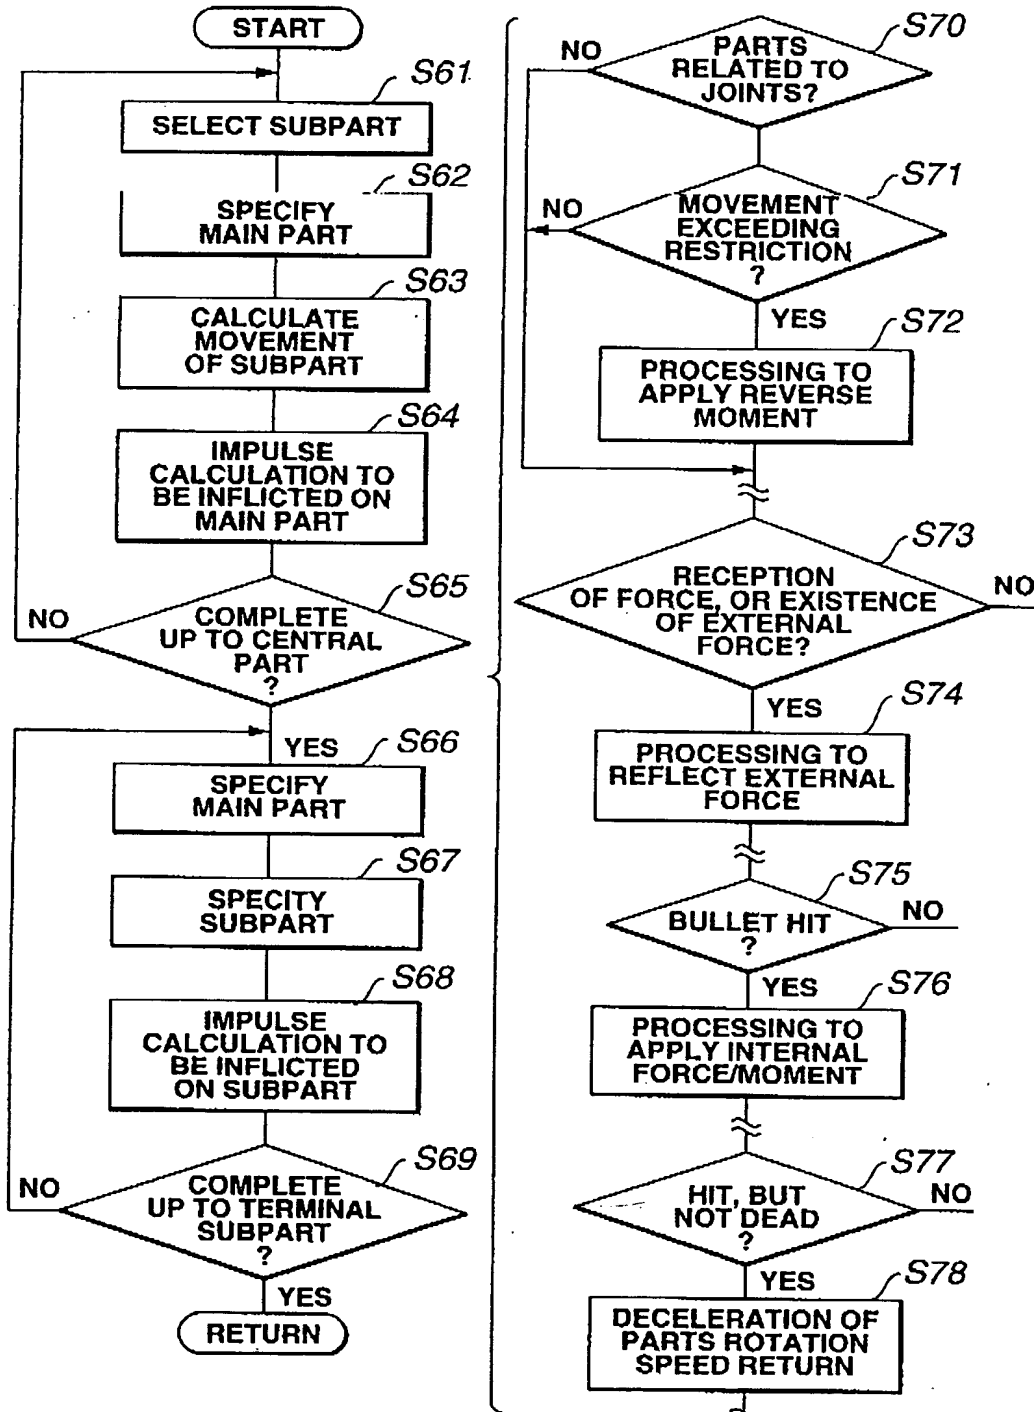 START
S61
SELECT SUBPART
S62
SPECIFY
MAIN PART
S63
CALCULATE
MOVEMENT
OF SUBPART
S64
IMPULSE
CALCULATION TO
BE INFLICTED ON
MAIN PART
S65
NO
COMPLETE
UP TO CENTRAL
PART
?
YES
S66
SPECIFY
MAIN PART
S67
SPECITY
SUBPART
S68
IMPULSE
CALCULATION TO
BE INFLICTED
ON SUBPART
S69
NO
COMPLETE
UP TO TERMINAL
SUBPART
?
YES
RETURN
S70
NO
PARTS
RELATED TO
JOINTS?
S71
NO
MOVEMENT
EXCEEDING
RESTRICTION
?
YES
S72
PROCESSING TO
APPLY REVERSE
MOMENT
S73
RECEPTION
OF FORCE, OR EXISTENCE
OF EXTERNAL
FORCE?
NO
YES
S74
PROCESSING TO
REFLECT EXTERNAL
FORCE
S75
BULLET HIT
?
NO
YES
S76
PROCESSING TO
APPLY INTERNAL
FORCE/MOMENT
S77
HIT, BUT
NOT DEAD
?
NO
YES
S78
DECELERATION OF
PARTS ROTATION
SPEED RETURN